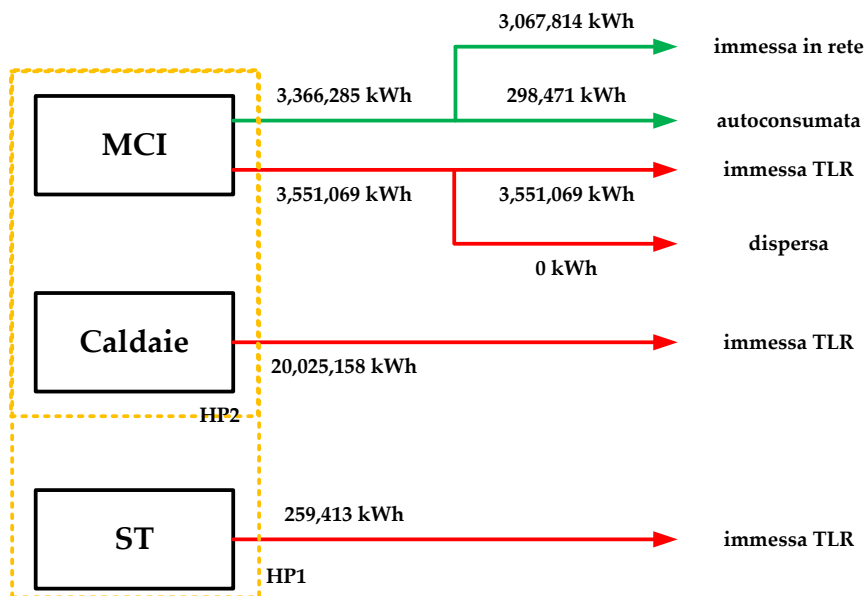 3,067,814 kWh
immessa in rete
3,366,285 kWh
298,471 kWh
MCI
autoconsumata
immessa TLR
3,551,069 kWh
3,551,069 kWh
dispersa
0 kWh
Caldaie
immessa TLR
20,025,158 kWh
HP2
259,413 kWh
ST
immessa TLR
HP1